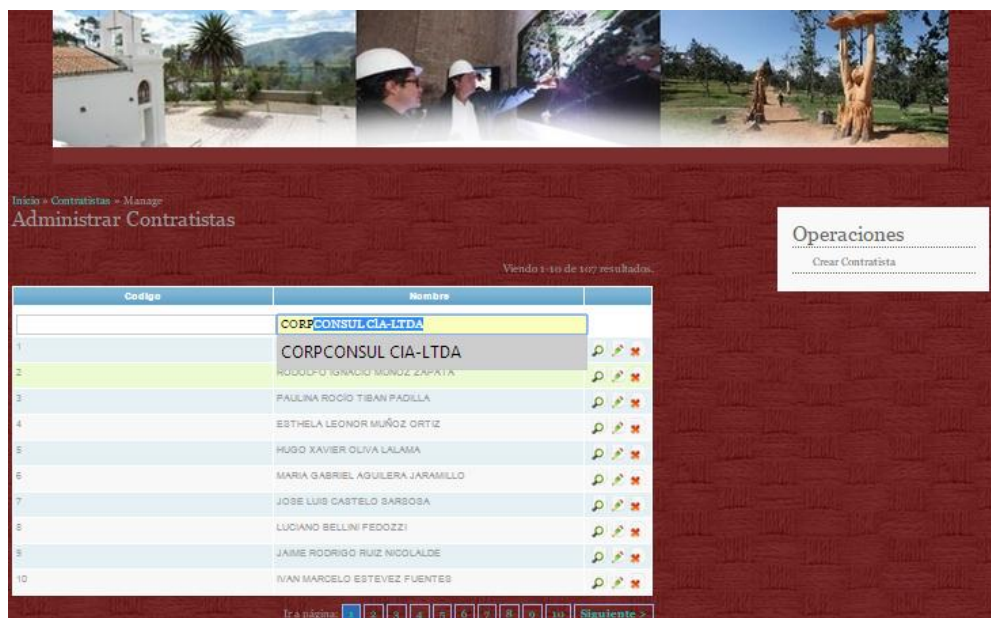 Inicio » Contratistas » Manage
Administrar Contratistas
Operaciones
Crear Contratista
Viendo 1-10 de 107 resultados.
Codigo Nombre
CORPCONSUL CIA-LTDA
1 CORPCONSUL CIA-LTDA
2 RODOLFO IGNACIO MUÑOZ ZAPATA
3 PAULINA ROCÍO TIBAN PADILLA
4 ESTHELA LEONOR MUÑOZ ORTIZ
5 HUGO XAVIER OLIVA LALAMA
6 MARIA GABRIEL AGUILERA JARAMILLO
7 JOSE LUIS CASTELO SARBOSA
8 LUCIANO BELLINI FEDOZZI
9 JAIME RODRIGO RUIZ NICOLALDE
10 IVAN MARCELO ESTEVEZ FUENTES
Ir a página: 1 2 3 4 5 6 7 8 9 10 Siguiente >